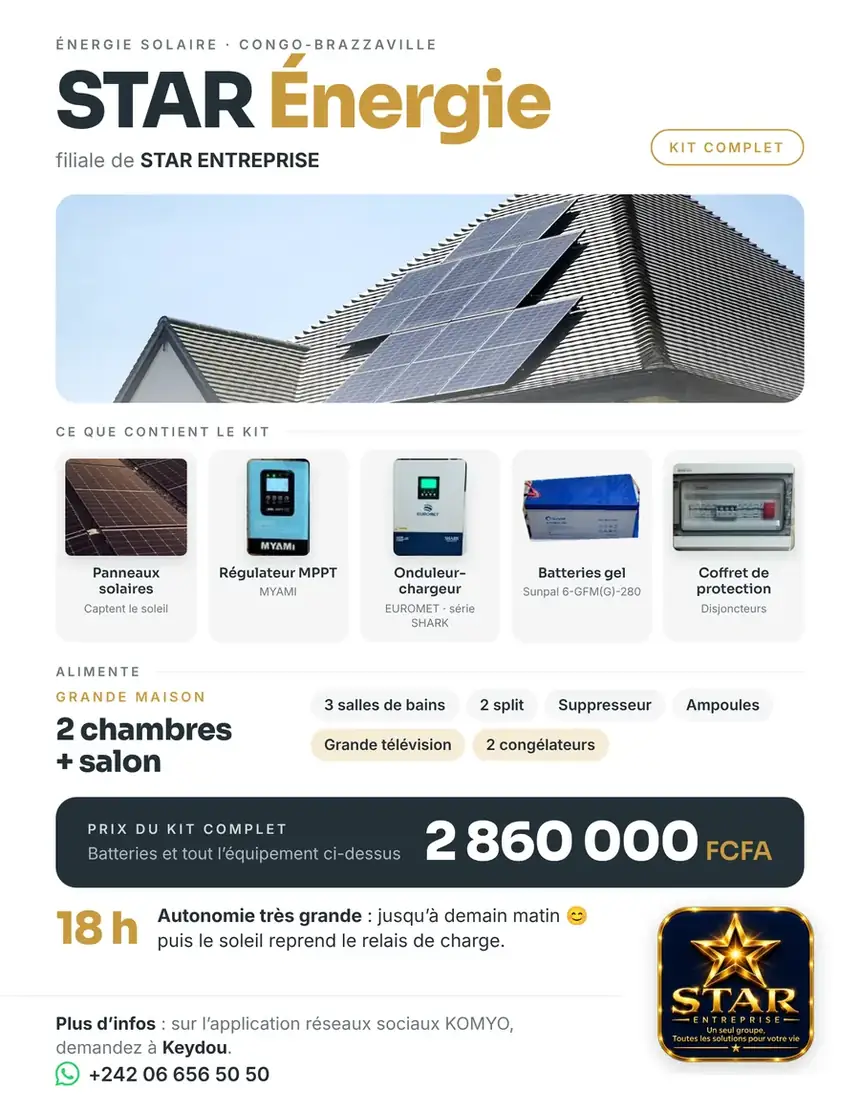 ÉNERGIE SOLAIRE · CONGO-BRAZZAVILLE
STAR Énergie
filiale de STAR ENTREPRISE
KIT COMPLET
CE QUE CONTIENT LE KIT
MYAMI
EUROMET
SHARK
Panneaux
solaires
Captent le soleil
Régulateur MPPT
MYAMI
Onduleur-
chargeur
EUROMET · série
SHARK
Batteries gel
Sunpal 6-GFM(G)-280
Coffret de
protection
Disjoncteurs
ALIMENTE
GRANDE MAISON
2 chambres
+ salon
3 salles de bains
2 split
Suppresseur
Ampoules
Grande télévision
2 congélateurs
PRIX DU KIT COMPLET
Batteries et tout l’équipement ci-dessus
2 860 000 FCFA
18 h
Autonomie très grande : jusqu’à demain matin 😊
puis le soleil reprend le relais de charge.
STAR
ENTREPRISE
Un seul groupe,
Toutes les solutions pour votre vie
Plus d’infos : sur l’application réseaux sociaux KOMYO,
demandez à Keydou.
+242 06 656 50 50